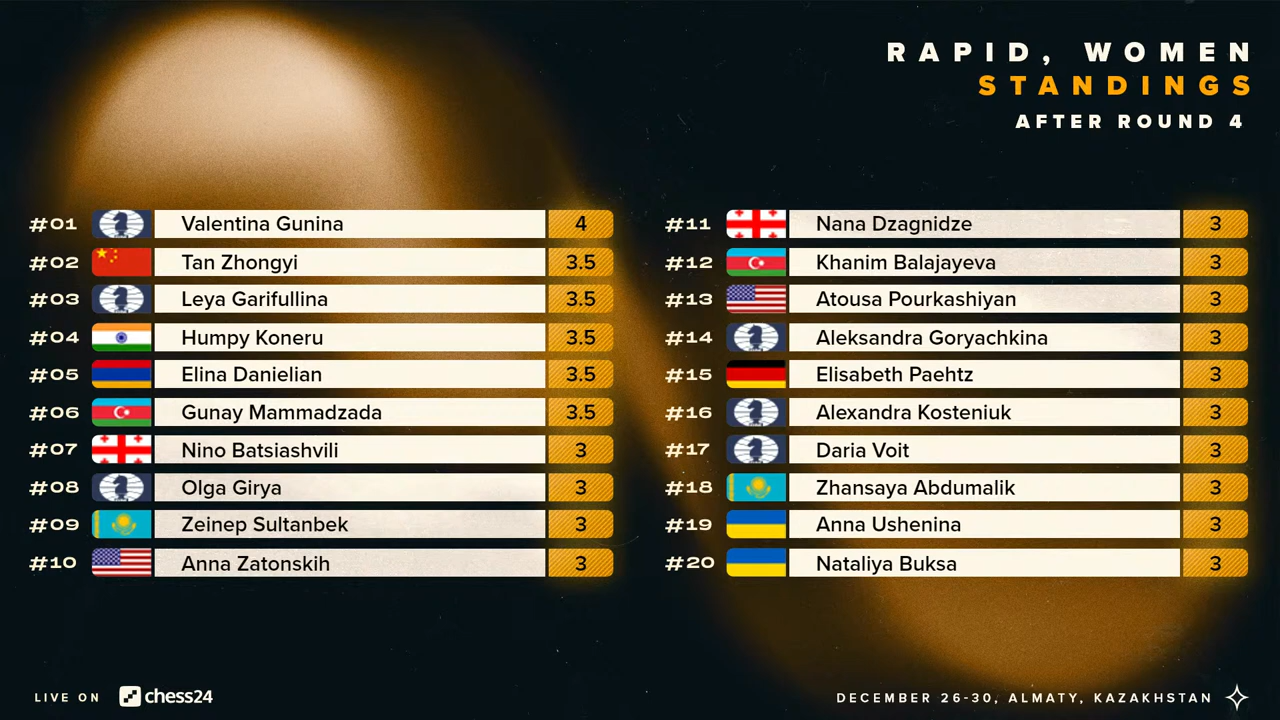 RAPID, WOMEN
STANDINGS
AFTER ROUND 4
#01 Valentina Gunina 4
#02 Tan Zhongyi 3.5
#03 Leya Garifullina 3.5
#04 Humpy Koneru 3.5
#05 Elina Danielian 3.5
#06 Gunay Mammadzada 3.5
#07 Nino Batsiashvili 3
#08 Olga Girya 3
#09 Zeinep Sultanbek 3
#10 Anna Zatonskih 3
#11 Nana Dzagnidze 3
#12 Khanim Balajayeva 3
#13 Atousa Pourkashiyan 3
#14 Aleksandra Goryachkina 3
#15 Elisabeth Paehtz 3
#16 Alexandra Kosteniuk 3
#17 Daria Voit 3
#18 Zhansaya Abdumalik 3
#19 Anna Ushenina 3
#20 Nataliya Buksa 3
LIVE ON chess24
DECEMBER 26-30, ALMATY, KAZAKHSTAN